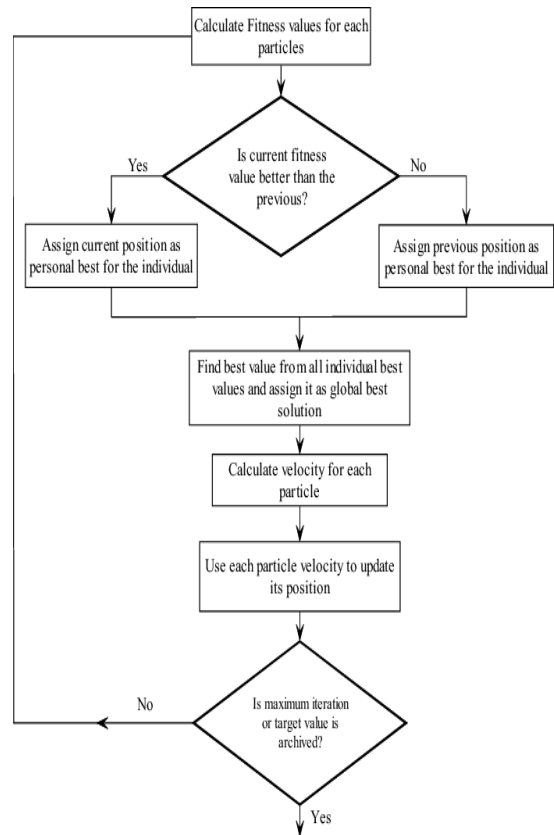 Calculate Fitness values for each
particles
Is current fitness
value better than the
previous?
Yes
No
Assign current position as
personal best for the individual
Assign previous position as
personal best for the individual
Find best value from all individual best
values and assign it as global best
solution
Calculate velocity for each
particle
Use each particle velocity to update
its position
Is maximum iteration
or target value is
archived?
No
Yes